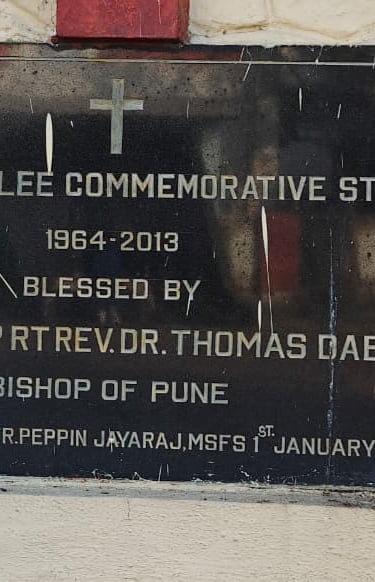 LEE COMMEMORATIVE ST
1964-2013
BLESSED BY
P RT REV. DR. THOMAS DAB
BISHOP OF PUNE
R. PEPPIN JAYARAJ, MSFS 1ST. JANUARY